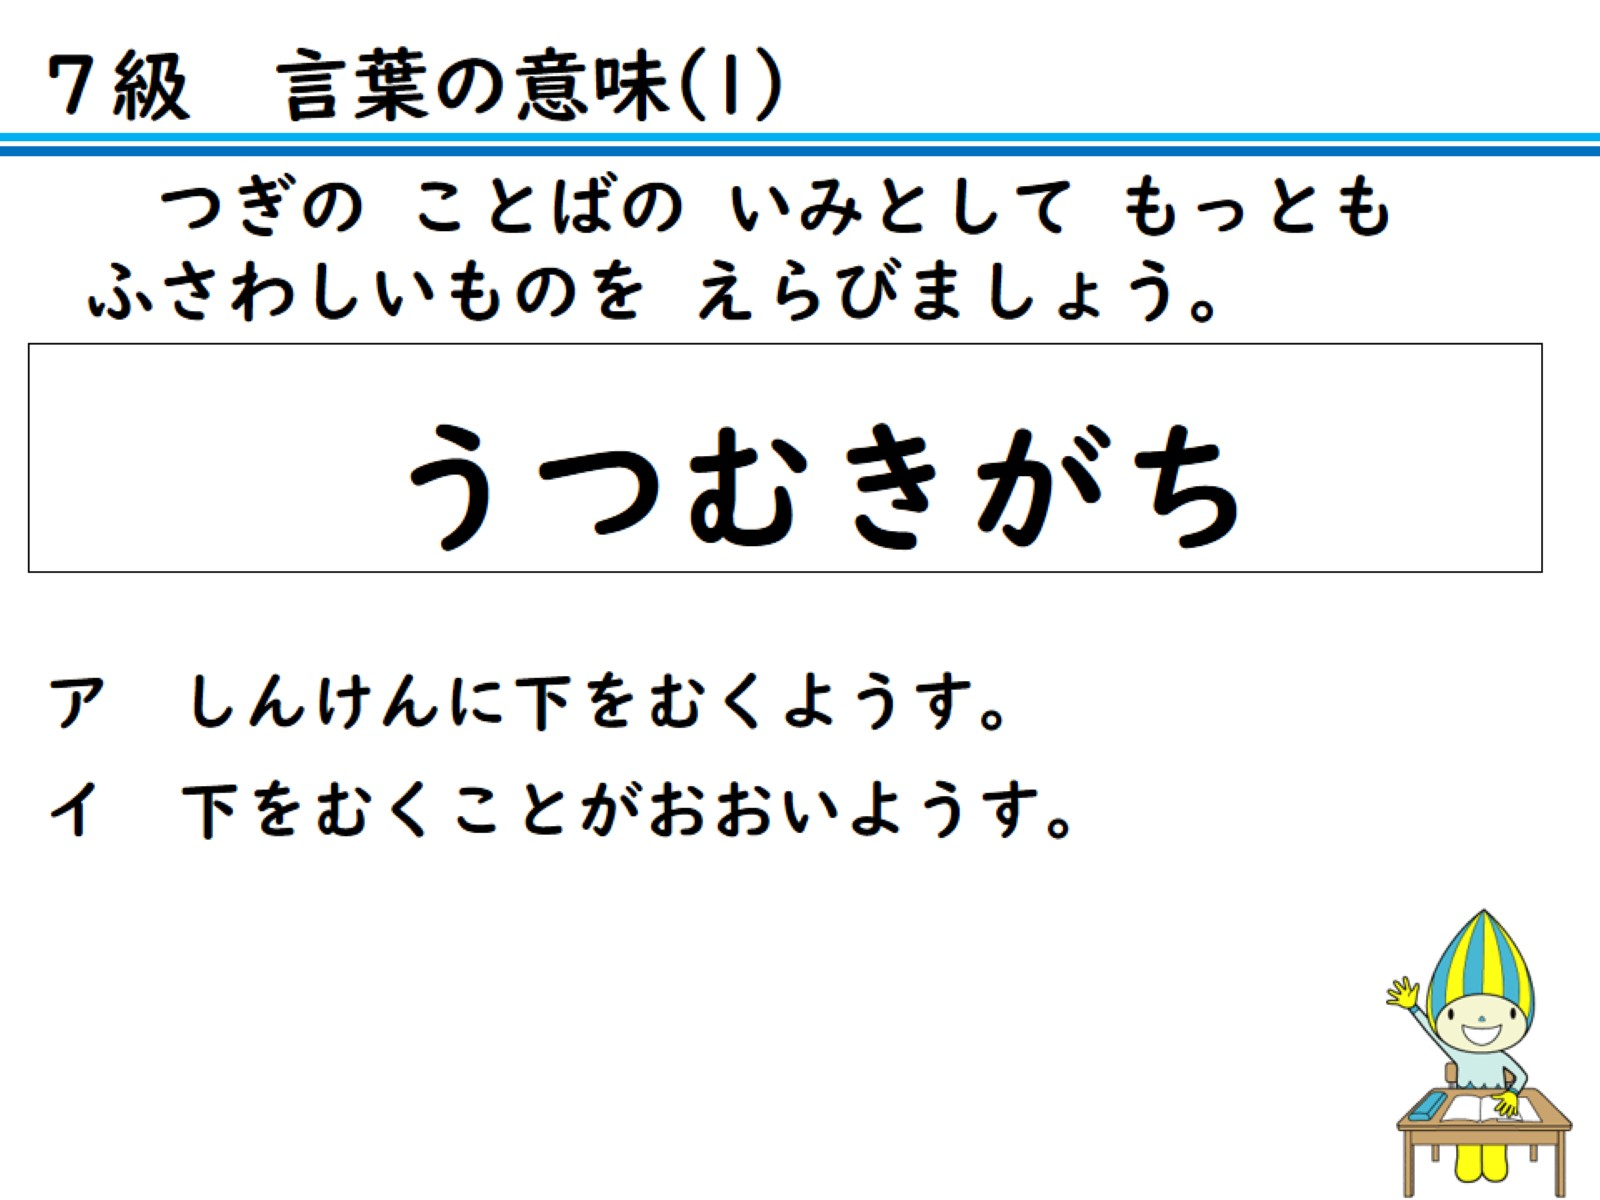 ７級　言葉の意味(1)
つぎの ことばの いみとして もっとも
ふさわしいものを えらびましょう。
うつむきがち
ア　しんけんに下をむくようす。
イ　下をむくことがおおいようす。